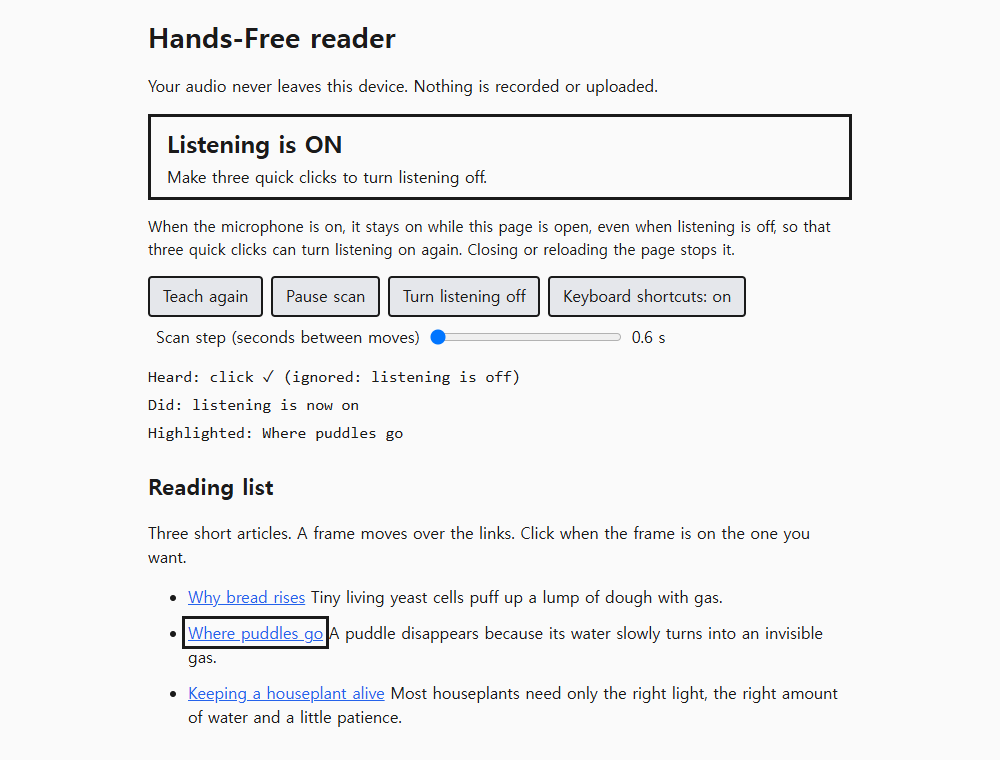 Hands-Free reader
Your audio never leaves this device. Nothing is recorded or uploaded.
Listening is ON
Make three quick clicks to turn listening off.
When the microphone is on, it stays on while this page is open, even when listening is off, so that
three quick clicks can turn listening on again. Closing or reloading the page stops it.
Teach again Pause scan Turn listening off Keyboard shortcuts: on
Scan step (seconds between moves) 0.6 s
Heard: click ✓ (ignored: listening is off)
Did: listening is now on
Highlighted: Where puddles go
Reading list
Three short articles. A frame moves over the links. Click when the frame is on the one you
want.
• Why bread rises Tiny living yeast cells puff up a lump of dough with gas.
• Where puddles go A puddle disappears because its water slowly turns into an invisible
gas.
• Keeping a houseplant alive Most houseplants need only the right light, the right amount
of water and a little patience.